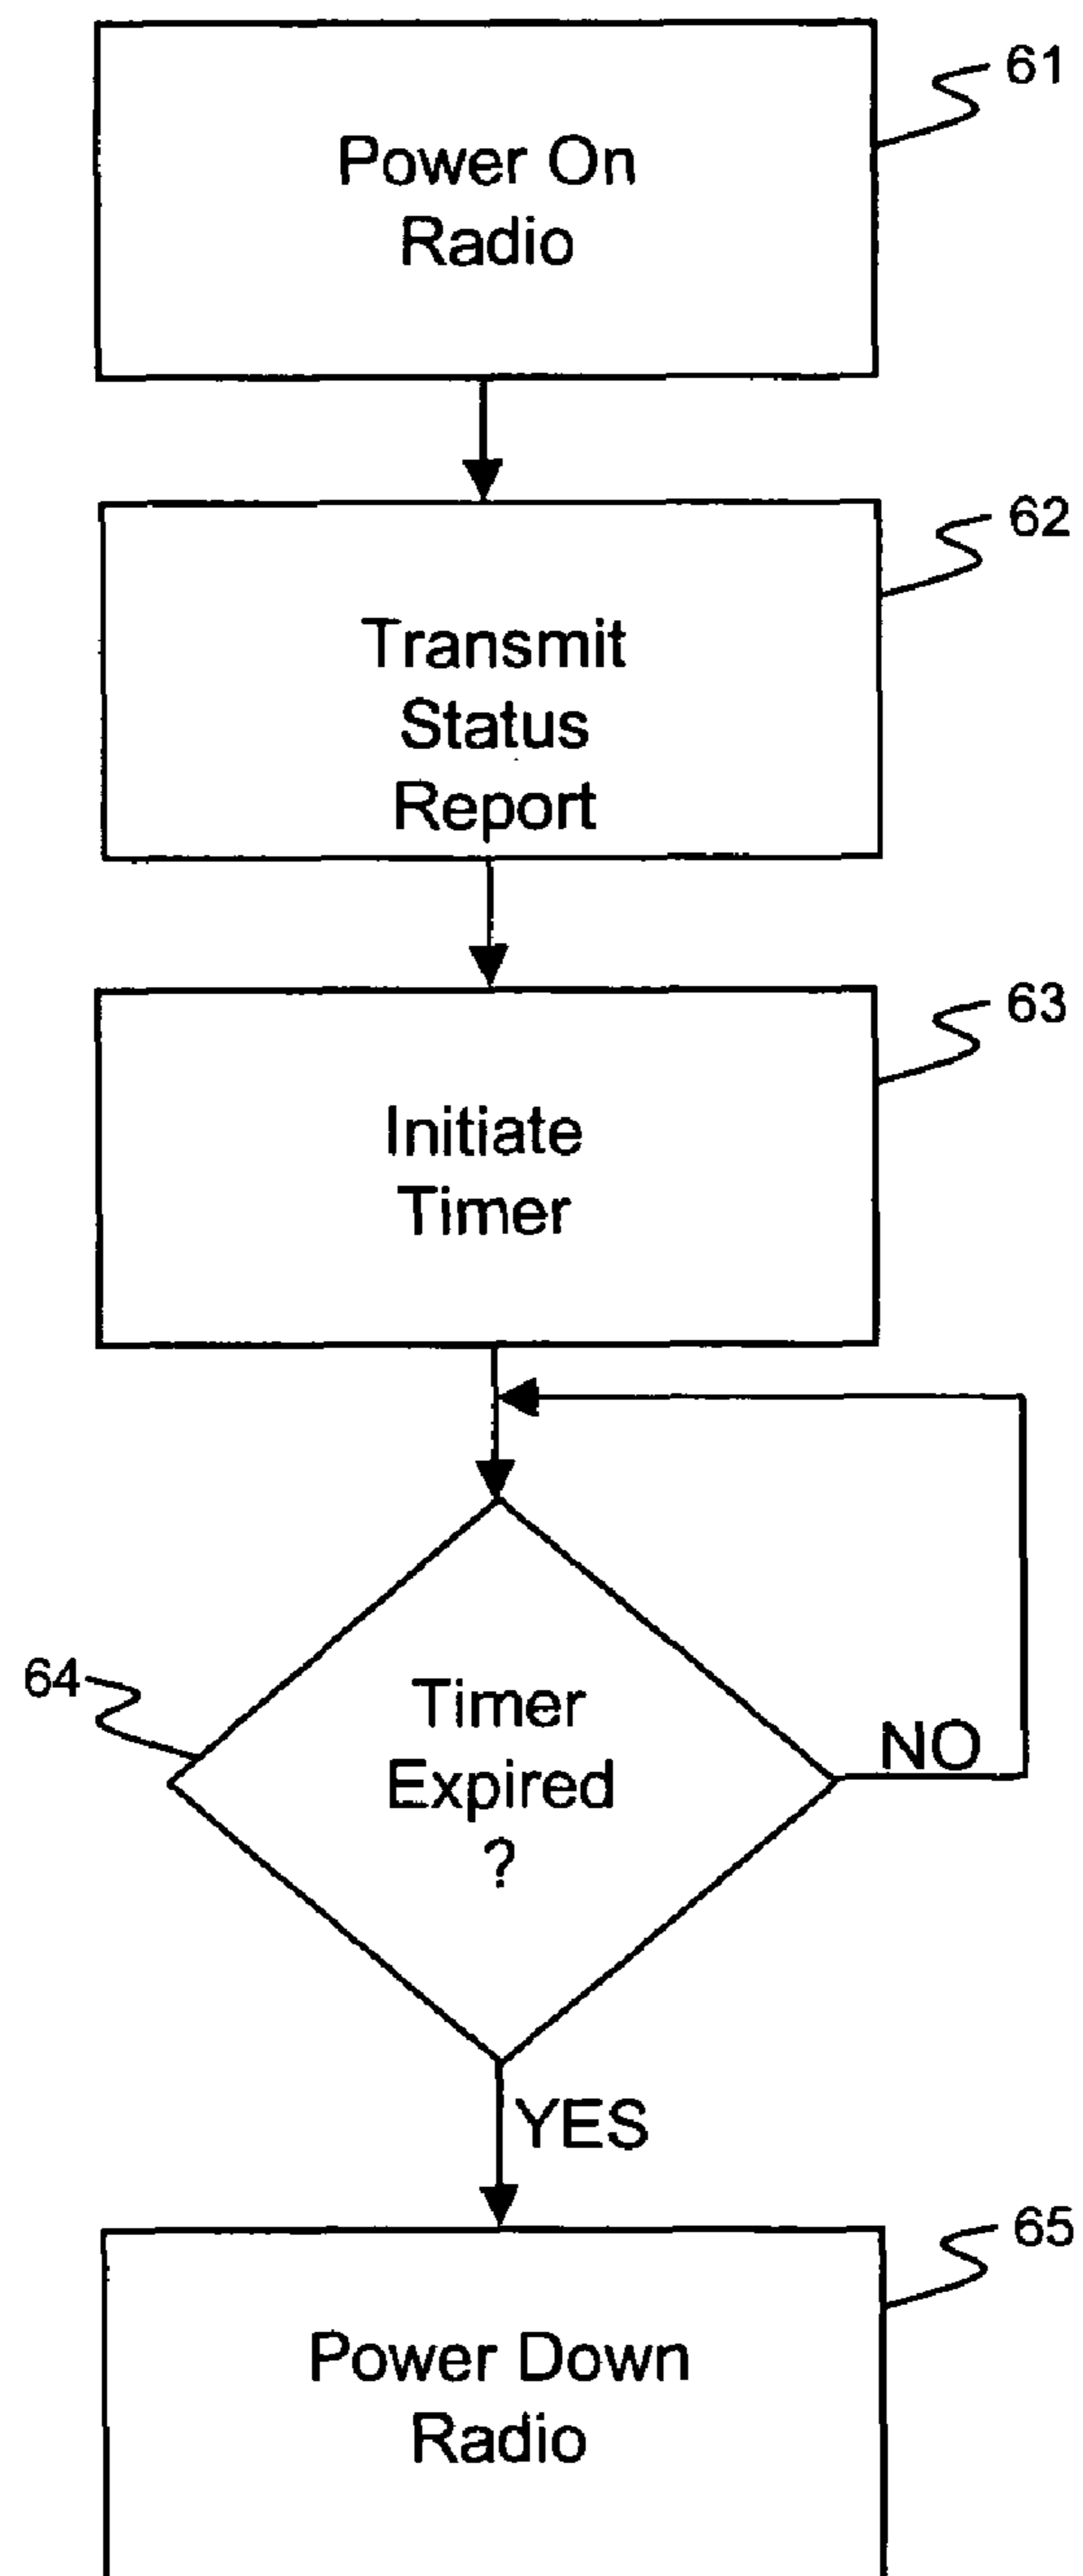 61
Power On
Radio
62
Transmit
Status
Report
63
Initiate
Timer
64
Timer
Expired
?
NO
YES
65
Power Down
Radio